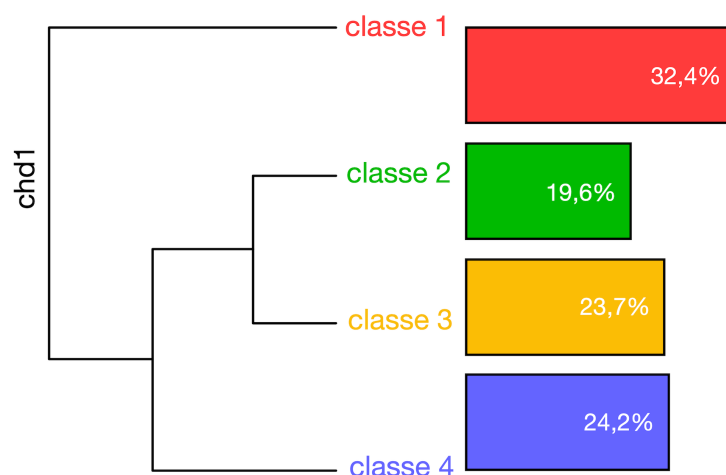 chd1
classe 1
32,4%
classe 2
19,6%
classe 3
23,7%
classe 4
24,2%